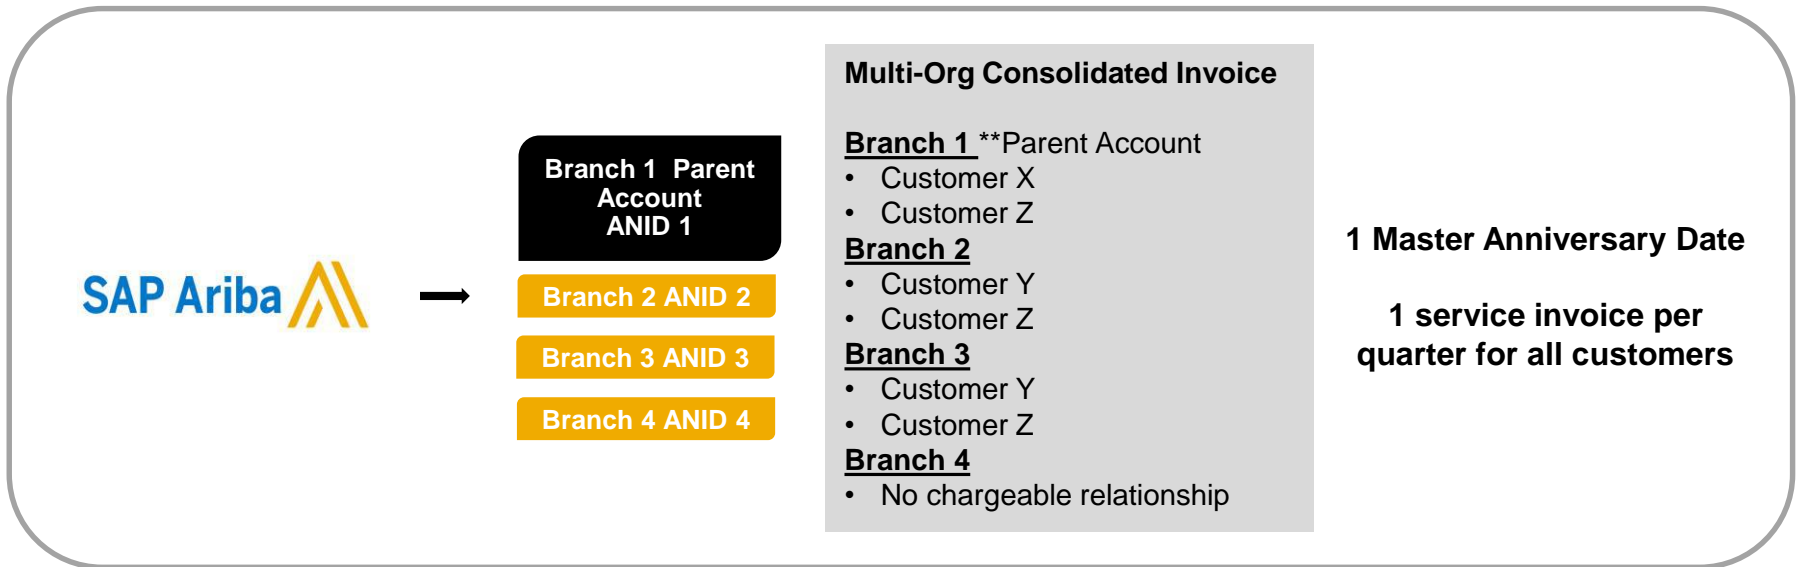 SAP Ariba
Branch 1 Parent
Account
ANID 1
Branch 2 ANID 2
Branch 3 ANID 3
Branch 4 ANID 4
Multi-Org Consolidated Invoice
Branch 1 **Parent Account
• Customer X
• Customer Z
Branch 2
• Customer Y
• Customer Z
Branch 3
• Customer Y
• Customer Z
Branch 4
• No chargeable relationship
1 Master Anniversary Date
1 service invoice per
quarter for all customers